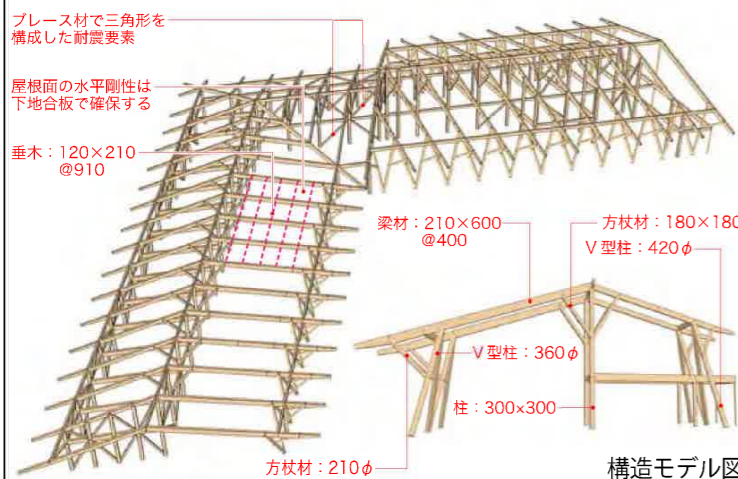 ブレース材で三角形を
構成した耐震要素
屋根面の水平剛性は
下地合板で確保する
垂木：120×210
@910
梁材：210×600
@400
方杖材：180×180
V型柱：420φ
V型柱：360φ
柱：300×300
方杖材：210φ
構造モデル図